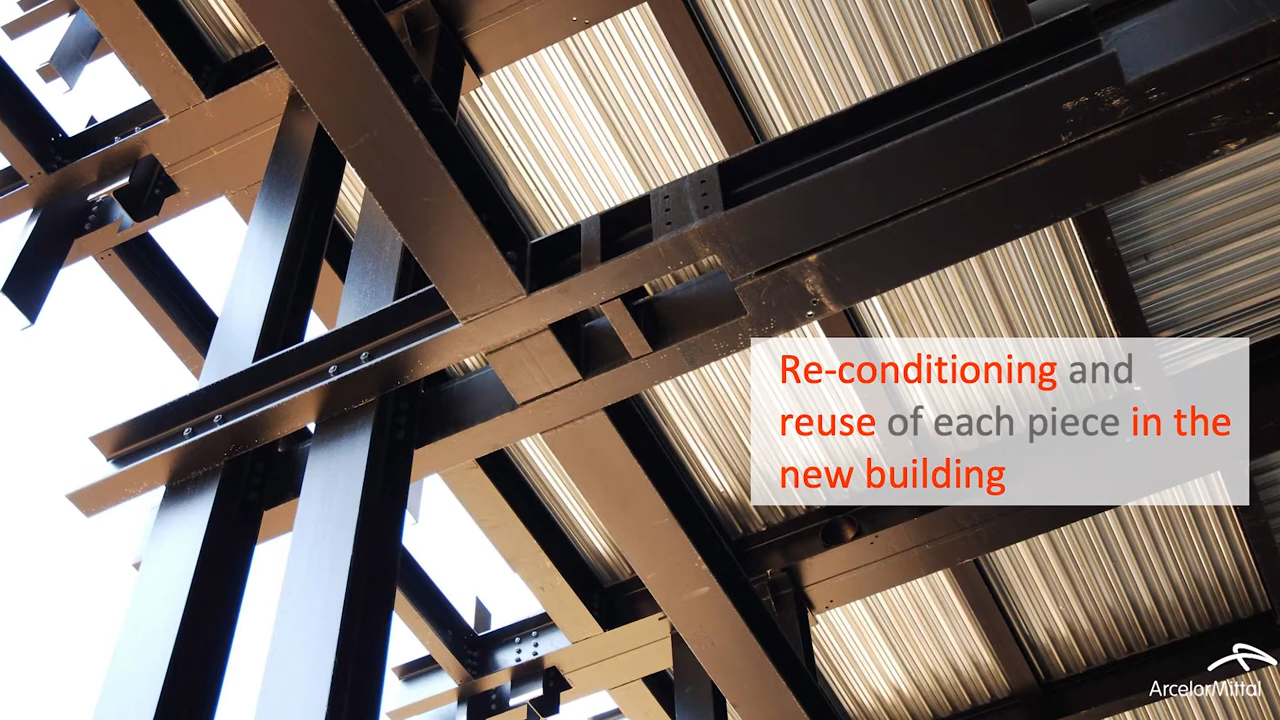 Re-conditioning and
reuse of each piece in the
new building
ArcelorMittal